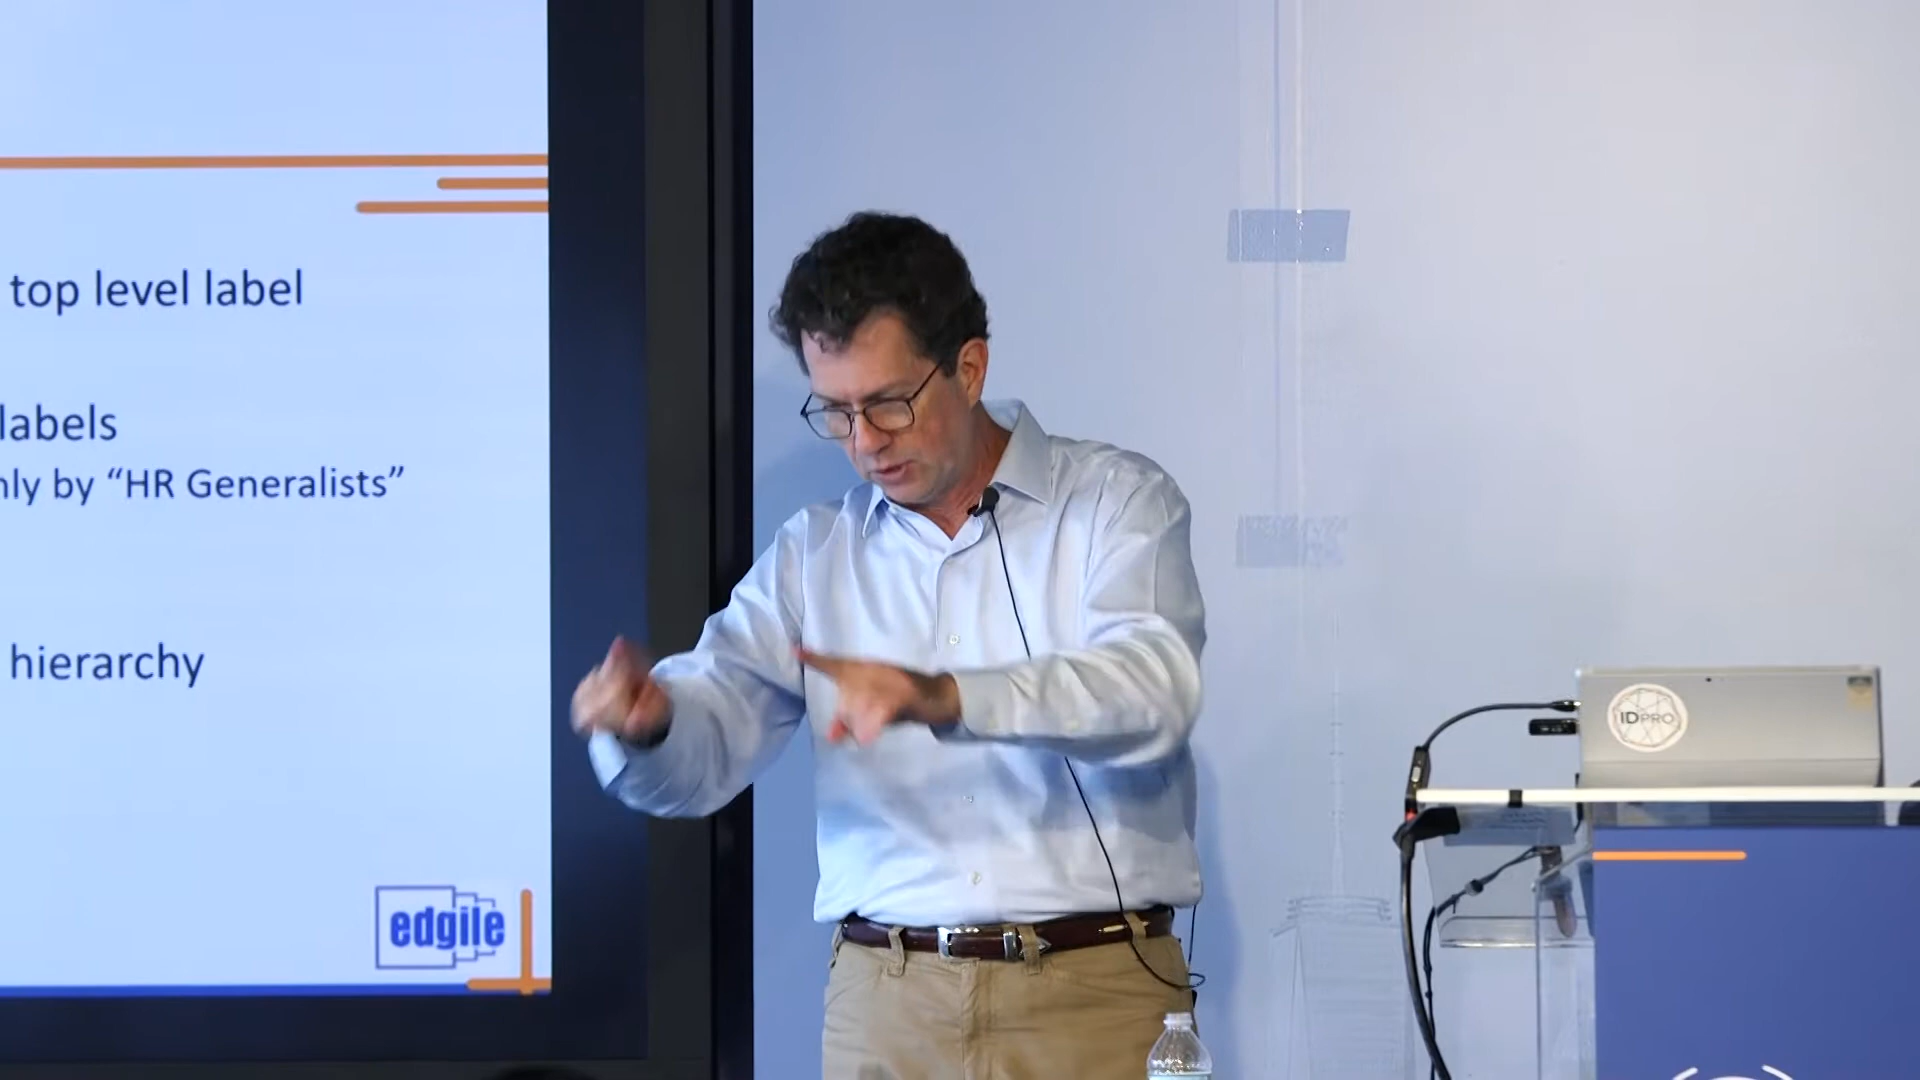 top level label
labels
nly by “HR Generalists”
hierarchy
edgile
IDPRO